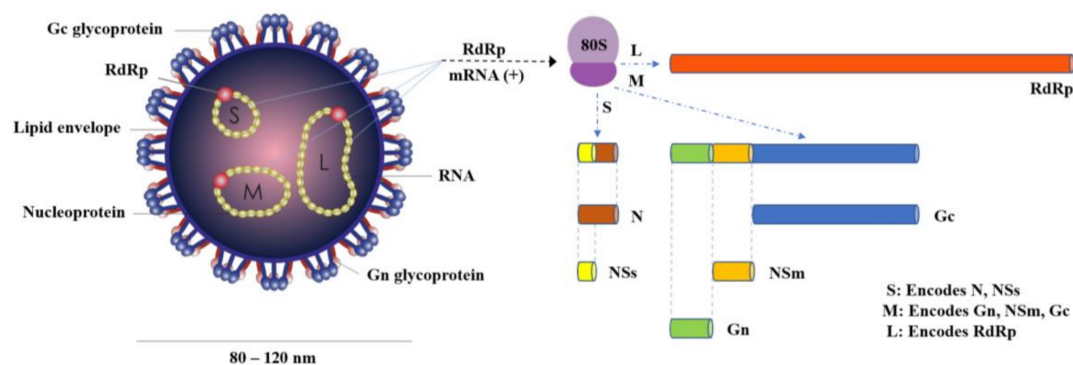 Gc glycoprotein
RdRp
Lipid envelope
Nucleoprotein
S
M
L
RNA
Gn glycoprotein
80 – 120 nm
RdRp
mRNA (+)
80S
L
M
S
RdRp
N
Gc
NSs
NSm
Gn
S: Encodes N, NSs
M: Encodes Gn, NSm, Gc
L: Encodes RdRp